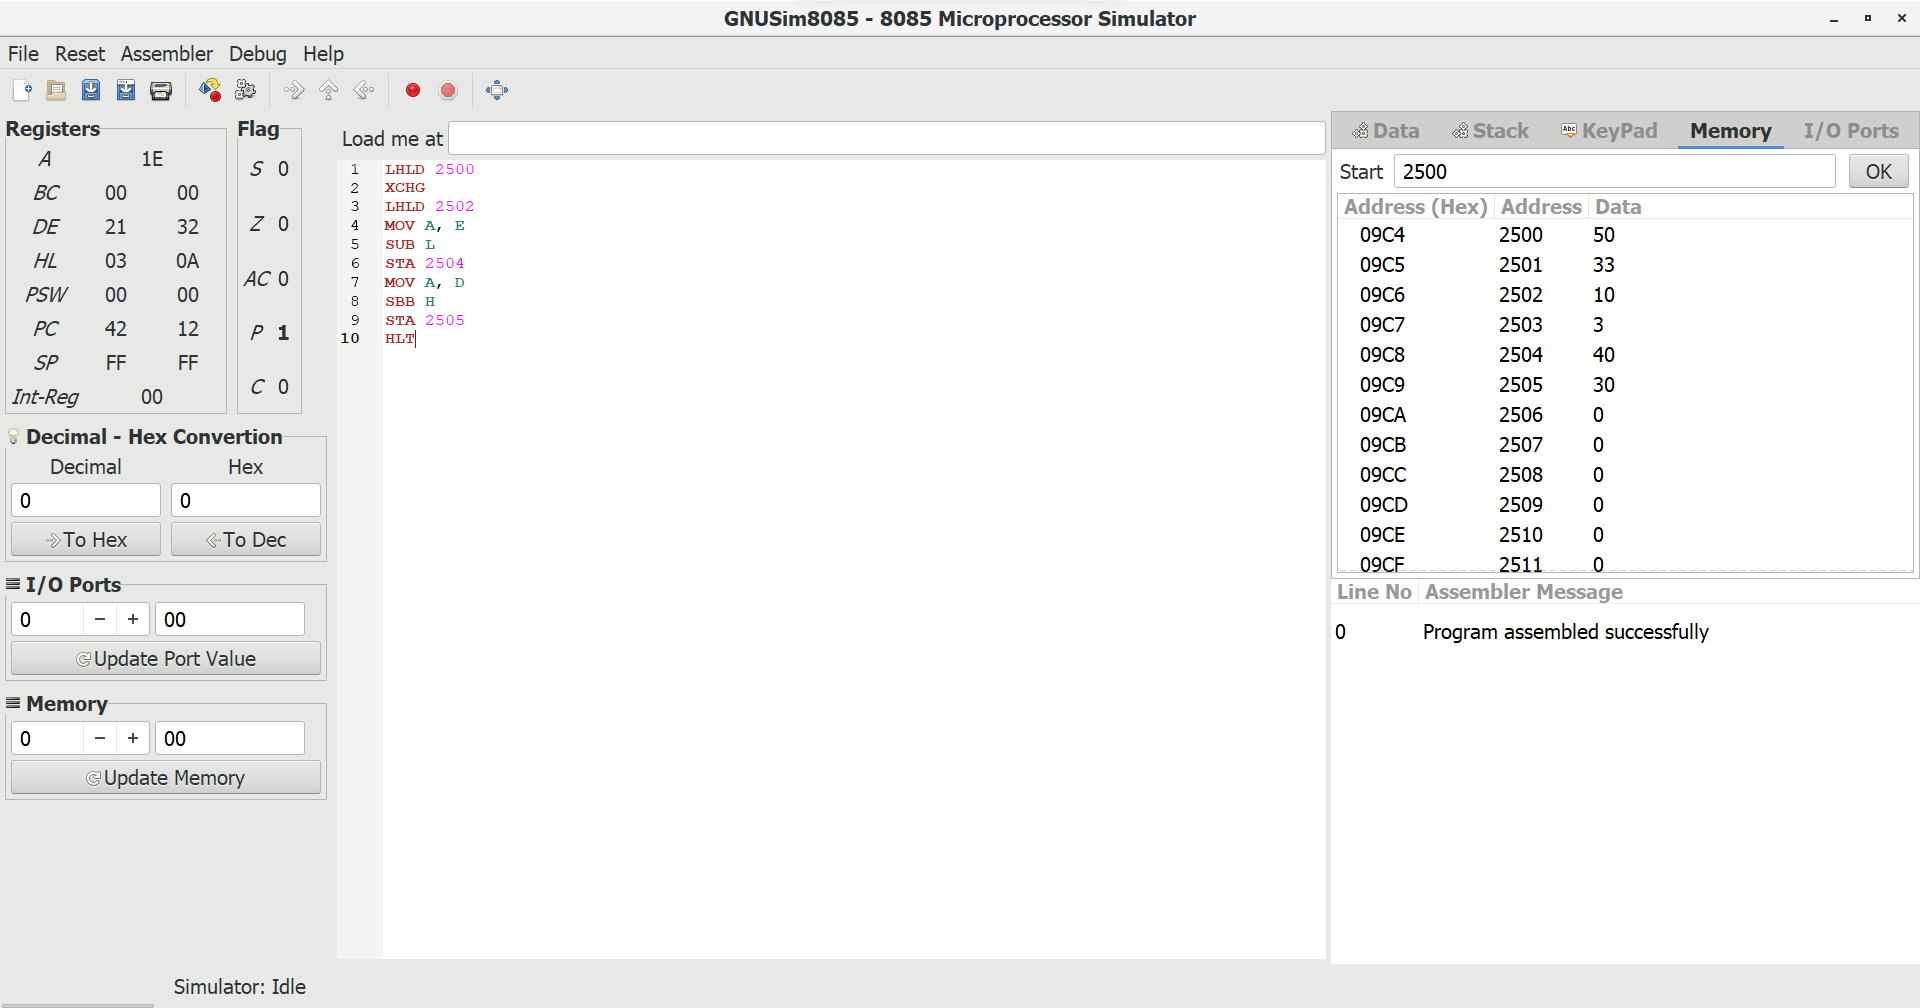 GNUSim8085 - 8085 Microprocessor Simulator
File Reset Assembler Debug Help
Registers
A 1E
BC 00 00
DE 21 32
HL 03 0A
PSW 00 00
PC 42 12
SP FF FF
Int-Reg 00
Flag
S 0
Z 0
AC 0
P 1
C 0
Decimal - Hex Convertion
Decimal Hex
0 0
To Hex To Dec
I/O Ports
0 − + 00
Update Port Value
Memory
0 − + 00
Update Memory
Simulator: Idle
Load me at
1 LHLD 2500
2 XCHG
3 LHLD 2502
4 MOV A, E
5 SUB L
6 STA 2504
7 MOV A, D
8 SBB H
9 STA 2505
10 HLT
Data Stack Abc KeyPad Memory I/O Ports
Start 2500 OK
Address (Hex) Address Data
09C4 2500 50
09C5 2501 33
09C6 2502 10
09C7 2503 3
09C8 2504 40
09C9 2505 30
09CA 2506 0
09CB 2507 0
09CC 2508 0
09CD 2509 0
09CE 2510 0
09CF 2511 0
Line No Assembler Message
0 Program assembled successfully